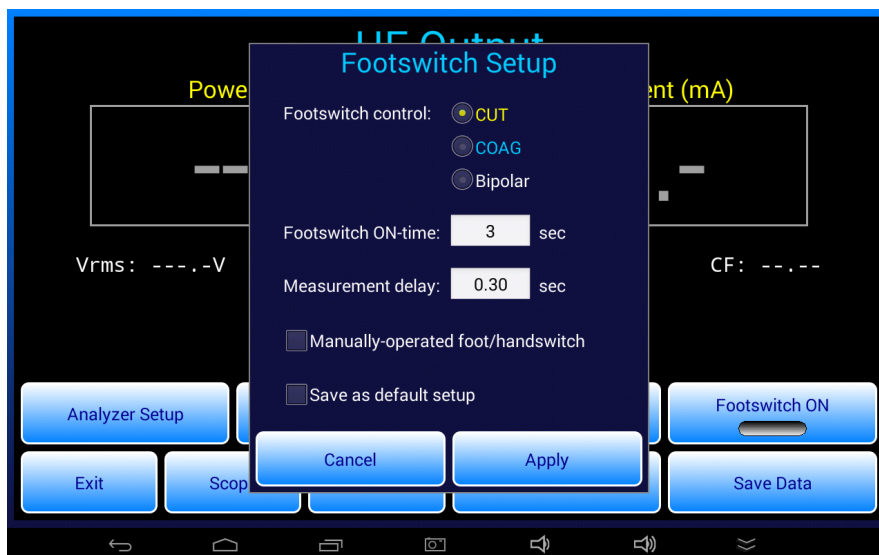 Footswitch Setup
Powe
ent (mA)
Footswitch control:
CUT
COAG
Bipolar
Footswitch ON-time: 3 sec
Vrms: ---.-V
CF: --.--
Measurement delay: 0.30 sec
Manually-operated foot/handswitch
Save as default setup
Analyzer Setup
Footswitch ON
Cancel
Apply
Exit
Scop
Save Data